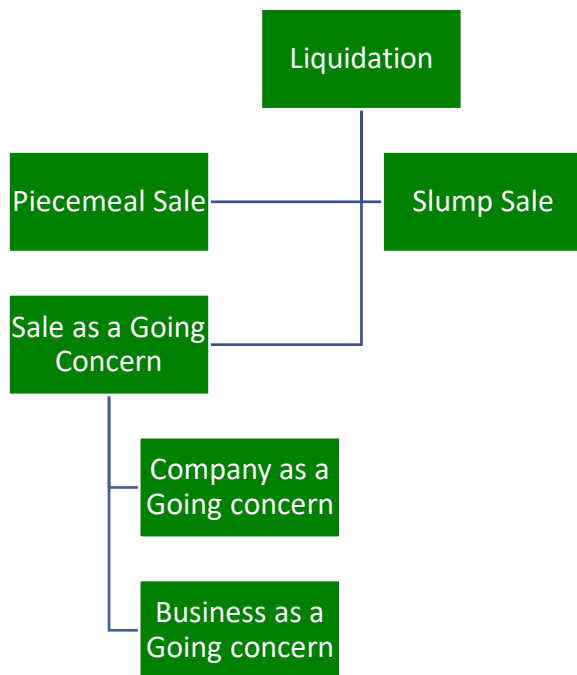 Liquidation
Piecemeal Sale
Slump Sale
Sale as a Going
Concern
Company as a
Going concern
Business as a
Going concern